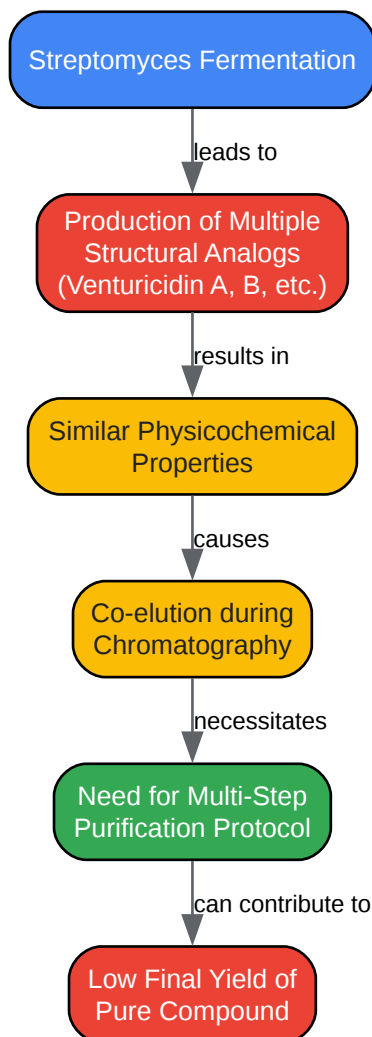 Streptomyces Fermentation
leads to
Production of Multiple
Structural Analogs
(Venturicidin A, B, etc.)
results in
Similar Physicochemical
Properties
causes
Co-elution during
Chromatography
necessitates
Need for Multi-Step
Purification Protocol
can contribute to
Low Final Yield of
Pure Compound